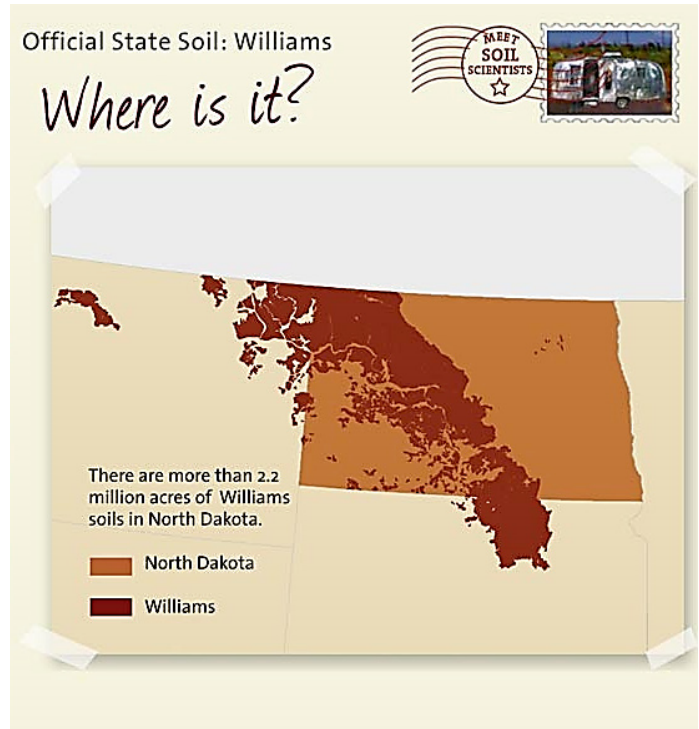 Official State Soil: Williams
Where is it?
MEET
SOIL
SCIENTISTS
There are more than 2.2
million acres of Williams
soils in North Dakota.
North Dakota
Williams